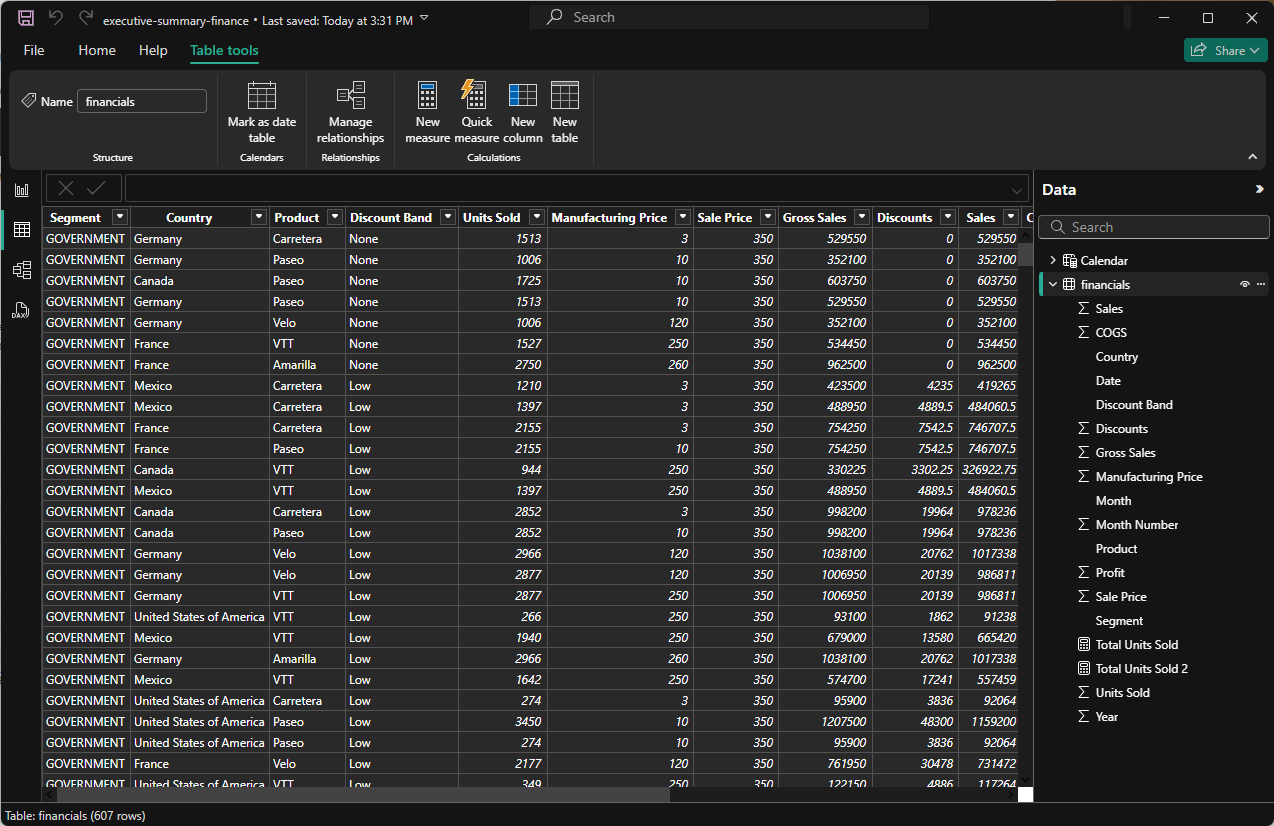 executive-summary-finance • Last saved: Today at 3:31 PM
Search
File Home Help Table tools
Share
Name financials
Mark as date table
Manage relationships
New measure
Quick measure
New column
New table
Structure Calendars Relationships Calculations
Segment Country Product Discount Band Units Sold Manufacturing Price Sale Price Gross Sales Discounts Sales C
GOVERNMENT Germany Carretera None 1513 3 350 529550 0 529550
GOVERNMENT Germany Paseo None 1006 10 350 352100 0 352100
GOVERNMENT Canada Paseo None 1725 10 350 603750 0 603750
GOVERNMENT Germany Paseo None 1513 10 350 529550 0 529550
GOVERNMENT Germany Velo None 1006 120 350 352100 0 352100
GOVERNMENT France VTT None 1527 250 350 534450 0 534450
GOVERNMENT France Amarilla None 2750 260 350 962500 0 962500
GOVERNMENT Mexico Carretera Low 1210 3 350 423500 4235 419265
GOVERNMENT Mexico Carretera Low 1397 3 350 488950 4889.5 484060.5
GOVERNMENT France Carretera Low 2155 3 350 754250 7542.5 746707.5
GOVERNMENT France Paseo Low 2155 10 350 754250 7542.5 746707.5
GOVERNMENT Canada VTT Low 944 250 350 330225 3302.25 326922.75
GOVERNMENT Mexico VTT Low 1397 250 350 488950 4889.5 484060.5
GOVERNMENT Canada Carretera Low 2852 3 350 998200 19964 978236
GOVERNMENT Canada Paseo Low 2852 10 350 998200 19964 978236
GOVERNMENT Germany Velo Low 2966 120 350 1038100 20762 1017338
GOVERNMENT Germany Velo Low 2877 120 350 1006950 20139 986811
GOVERNMENT Germany VTT Low 2877 250 350 1006950 20139 986811
GOVERNMENT United States of America VTT Low 266 250 350 93100 1862 91238
GOVERNMENT Mexico VTT Low 1940 250 350 679000 13580 665420
GOVERNMENT Germany Amarilla Low 2966 260 350 1038100 20762 1017338
GOVERNMENT Mexico VTT Low 1642 250 350 574700 17241 557459
GOVERNMENT United States of America Carretera Low 274 3 350 95900 3836 92064
GOVERNMENT United States of America Paseo Low 3450 10 350 1207500 48300 1159200
GOVERNMENT United States of America Paseo Low 274 10 350 95900 3836 92064
GOVERNMENT France Velo Low 2177 120 350 761950 30478 731472
GOVERNMENT United States of America VTT Low 349 250 350 122150 4886 117264
DAX
Data
Search
Calendar
financials
Sales
COGS
Country
Date
Discount Band
Discounts
Gross Sales
Manufacturing Price
Month
Month Number
Product
Profit
Sale Price
Segment
Total Units Sold
Total Units Sold 2
Units Sold
Year
Table: financials (607 rows)